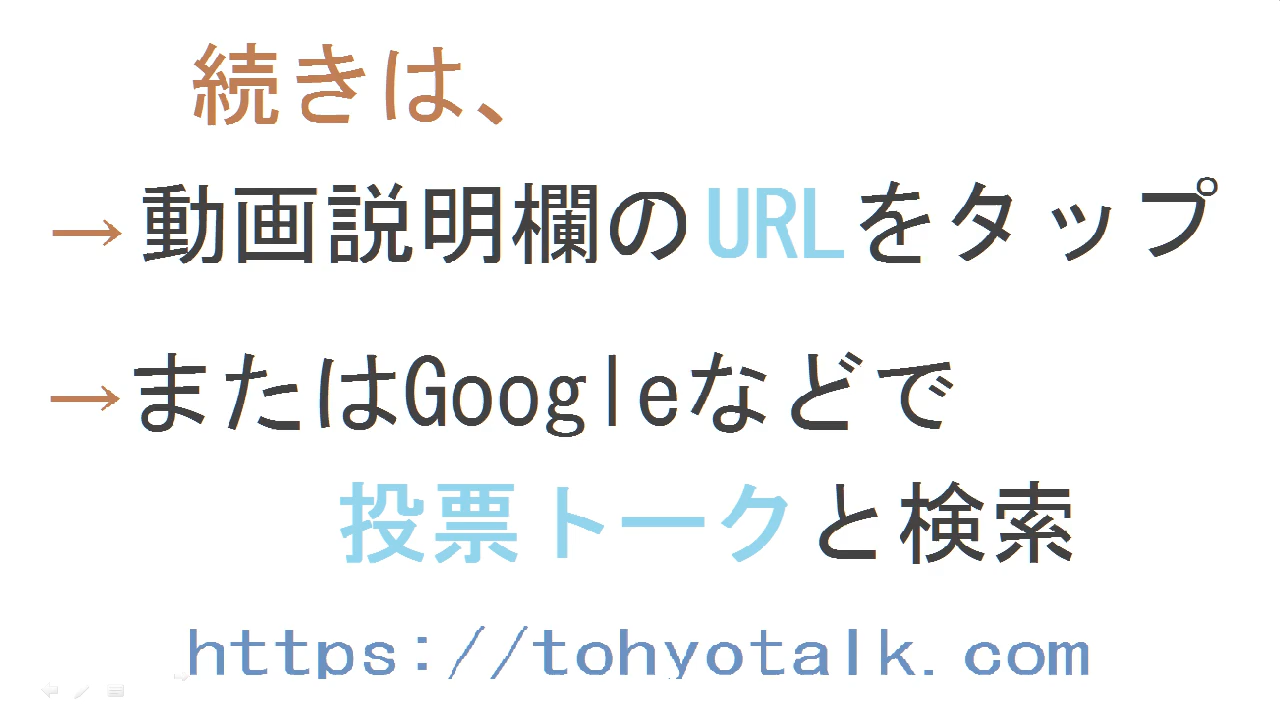 続きは、
→動画説明欄のURLをタップ
→またはGoogleなどで
投票トークと検索
https://tohyotalk.com